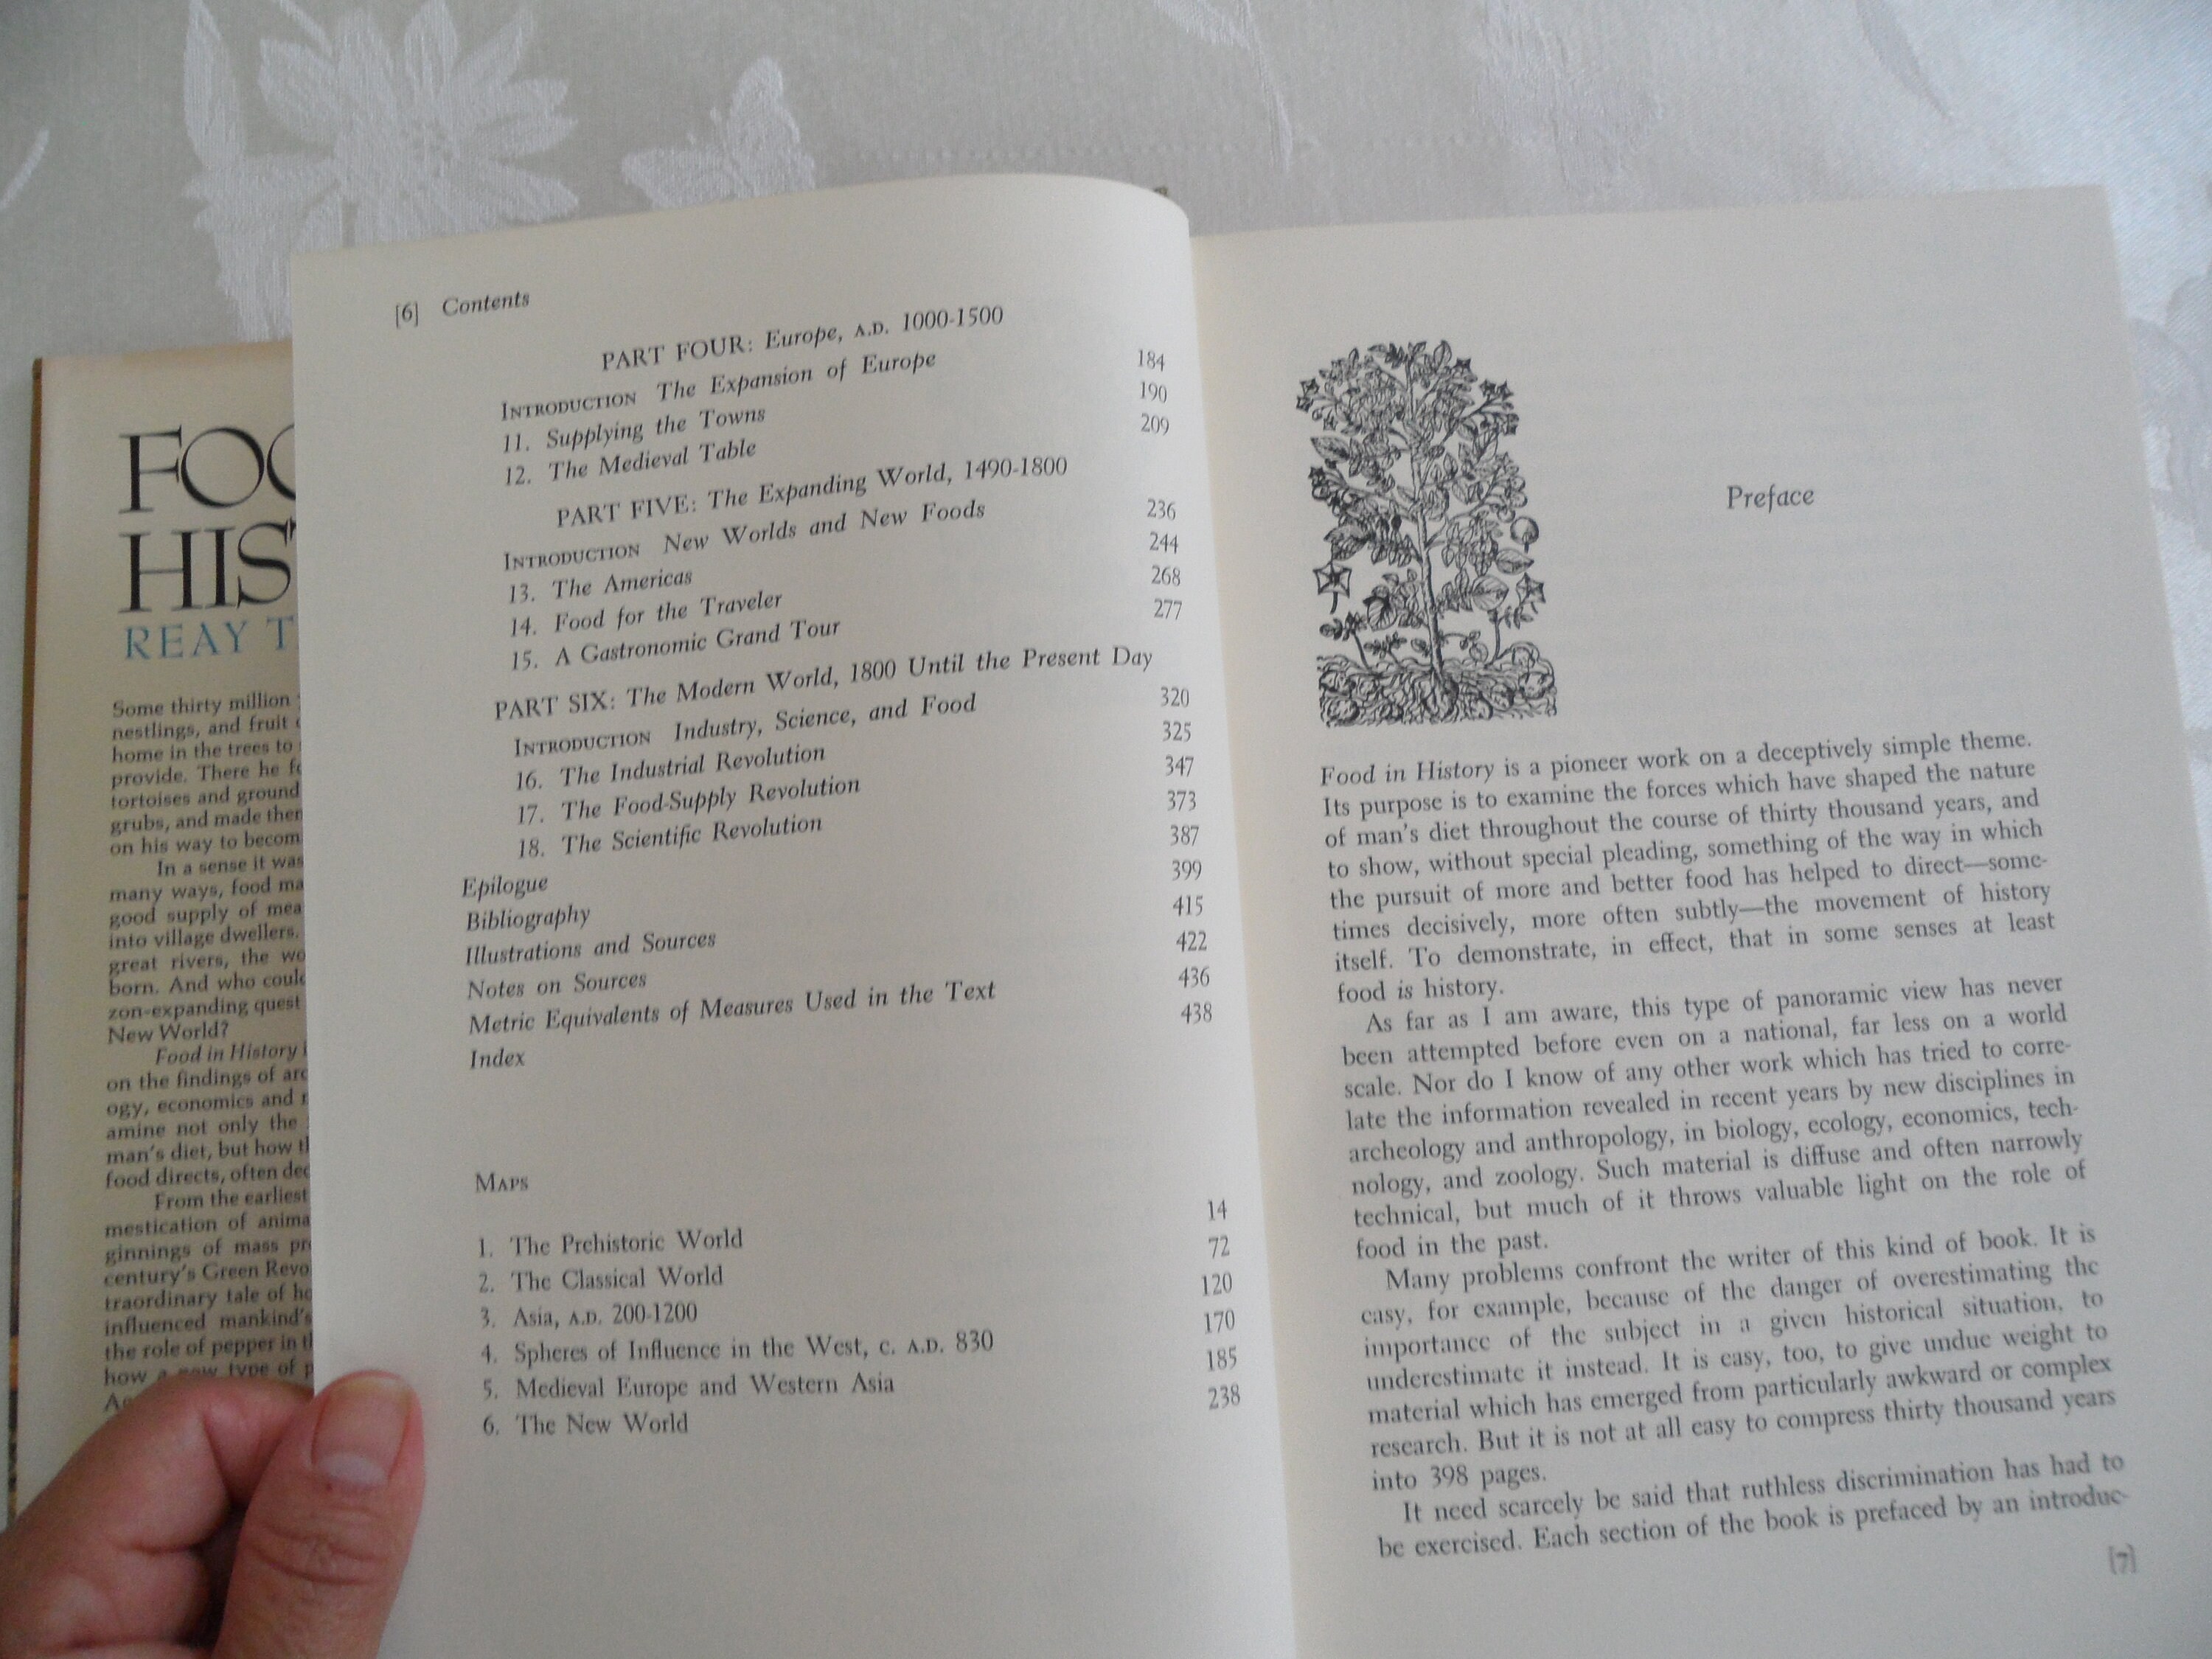 FOO
HIS
REAY T
Some thirty million
nestlings, and fruit
home in the trees to
provide. There he
tortoises and ground
grubs, and made
on his way to becom
In a sense it was
many ways, food
good supply of
into village dwellers.
great rivers, the
born. And who
zon-expanding quest
New World?
Food in History
on the findings of
ogy, economics and
amine not only the
man's diet, but how
food directs, often
From the earliest
mestication of
ginnings of mass
century's Green
traordinary tale of
influenced mankind's
the role of pepper in
how a new type of
[6] Contents
PART FOUR: Europe, A.D. 1000-1500
INTRODUCTION The Expansion of Europe 184
11. Supplying the Towns 190
12. The Medieval Table 209
PART FIVE: The Expanding World, 1490-1800
INTRODUCTION New Worlds and New Foods 236
13. The Americas 244
14. Food for the Traveler 268
15. A Gastronomic Grand Tour 277
PART SIX: The Modern World, 1800 Until the Present Day
INTRODUCTION Industry, Science, and Food 320
16. The Industrial Revolution 325
17. The Food-Supply Revolution 347
18. The Scientific Revolution 373
Epilogue 387
Bibliography 399
Illustrations and Sources 415
Notes on Sources 422
Metric Equivalents of Measures Used in the Text 436
Index 438
MAPS
1. The Prehistoric World 14
2. The Classical World 72
3. Asia, A.D. 200-1200 120
4. Spheres of Influence in the West, c. A.D. 830 170
5. Medieval Europe and Western Asia 185
6. The New World 238
Preface
Food in History is a pioneer work on a deceptively simple theme.
Its purpose is to examine the forces which have shaped the nature
of man's diet throughout the course of thirty thousand years, and
to show, without special pleading, something of the way in which
the pursuit of more and better food has helped to direct—some-
times decisively, more often subtly—the movement of history
itself. To demonstrate, in effect, that in some senses at least
food is history.
As far as I am aware, this type of panoramic view has never
been attempted before even on a national, far less on a world
scale. Nor do I know of any other work which has tried to corre-
late the information revealed in recent years by new disciplines in
archeology and anthropology, in biology, ecology, economics, tech-
nology, and zoology. Such material is diffuse and often narrowly
technical, but much of it throws valuable light on the role of
food in the past.
Many problems confront the writer of this kind of book. It is
easy, for example, because of the danger of overestimating the
importance of the subject in a given historical situation, to
underestimate it instead. It is easy, too, to give undue weight to
material which has emerged from particularly awkward or complex
research. But it is not at all easy to compress thirty thousand years
into 398 pages.
It need scarcely be said that ruthless discrimination has had to
be exercised. Each section of the book is prefaced by an introduc-
[7]